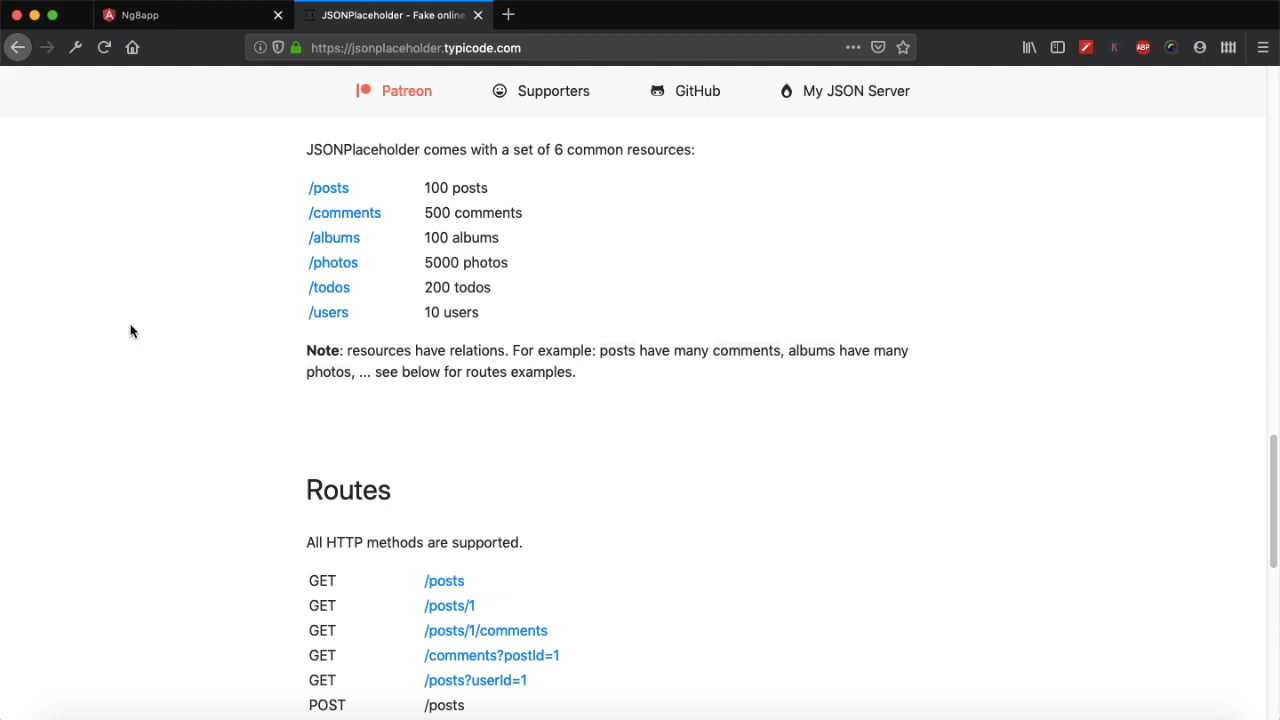 Ng8app
JSONPlaceholder - Fake online
https://jsonplaceholder.typicode.com
K
ABP
Patreon
Supporters
GitHub
My JSON Server
JSONPlaceholder comes with a set of 6 common resources:
/posts 100 posts
/comments 500 comments
/albums 100 albums
/photos 5000 photos
/todos 200 todos
/users 10 users
Note: resources have relations. For example: posts have many comments, albums have many
photos, ... see below for routes examples.
Routes
All HTTP methods are supported.
GET /posts
GET /posts/1
GET /posts/1/comments
GET /comments?postId=1
GET /posts?userId=1
POST /posts